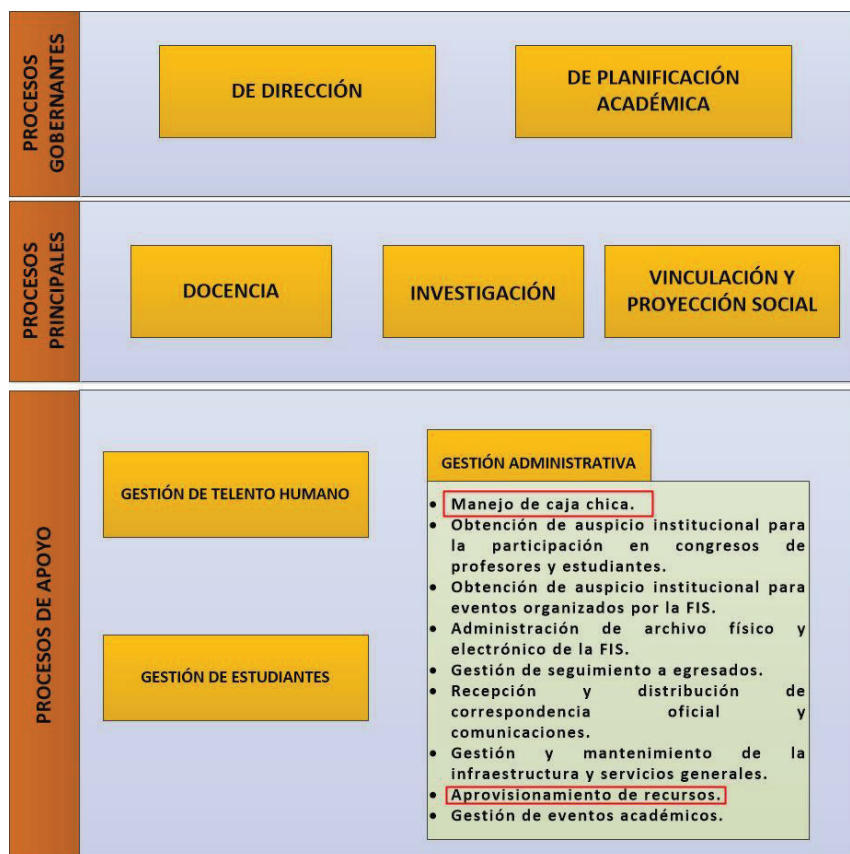 PROCESOS
GOBERNANTES
DE DIRECCIÓN
DE PLANIFICACIÓN
ACADÉMICA
PROCESOS
PRINCIPALES
DOCENCIA
INVESTIGACIÓN
VINCULACIÓN Y
PROYECCIÓN SOCIAL
PROCESOS DE APOYO
GESTIÓN DE TELENTO HUMANO
GESTIÓN DE ESTUDIANTES
GESTIÓN ADMINISTRATIVA
• Manejo de caja chica.
• Obtención de auspicio institucional para
la participación en congresos de
profesores y estudiantes.
• Obtención de auspicio institucional para
eventos organizados por la FIS.
• Administración de archivo físico y
electrónico de la FIS.
• Gestión de seguimiento a egresados.
• Recepción y distribución de
correspondencia oficial y
comunicaciones.
• Gestión y mantenimiento de la
infraestructura y servicios generales.
• Aprovisionamiento de recursos.
• Gestión de eventos académicos.